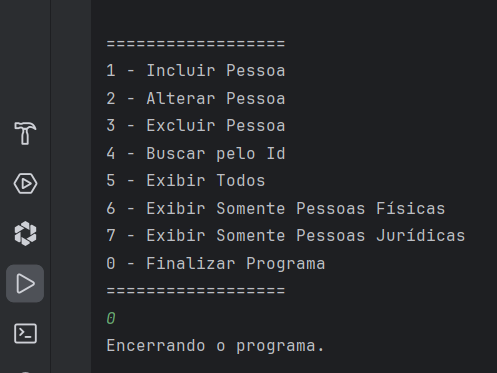 ==================
1 - Incluir Pessoa
2 - Alterar Pessoa
3 - Excluir Pessoa
4 - Buscar pelo Id
5 - Exibir Todos
6 - Exibir Somente Pessoas Físicas
7 - Exibir Somente Pessoas Jurídicas
0 - Finalizar Programa
==================
0
Encerrando o programa.